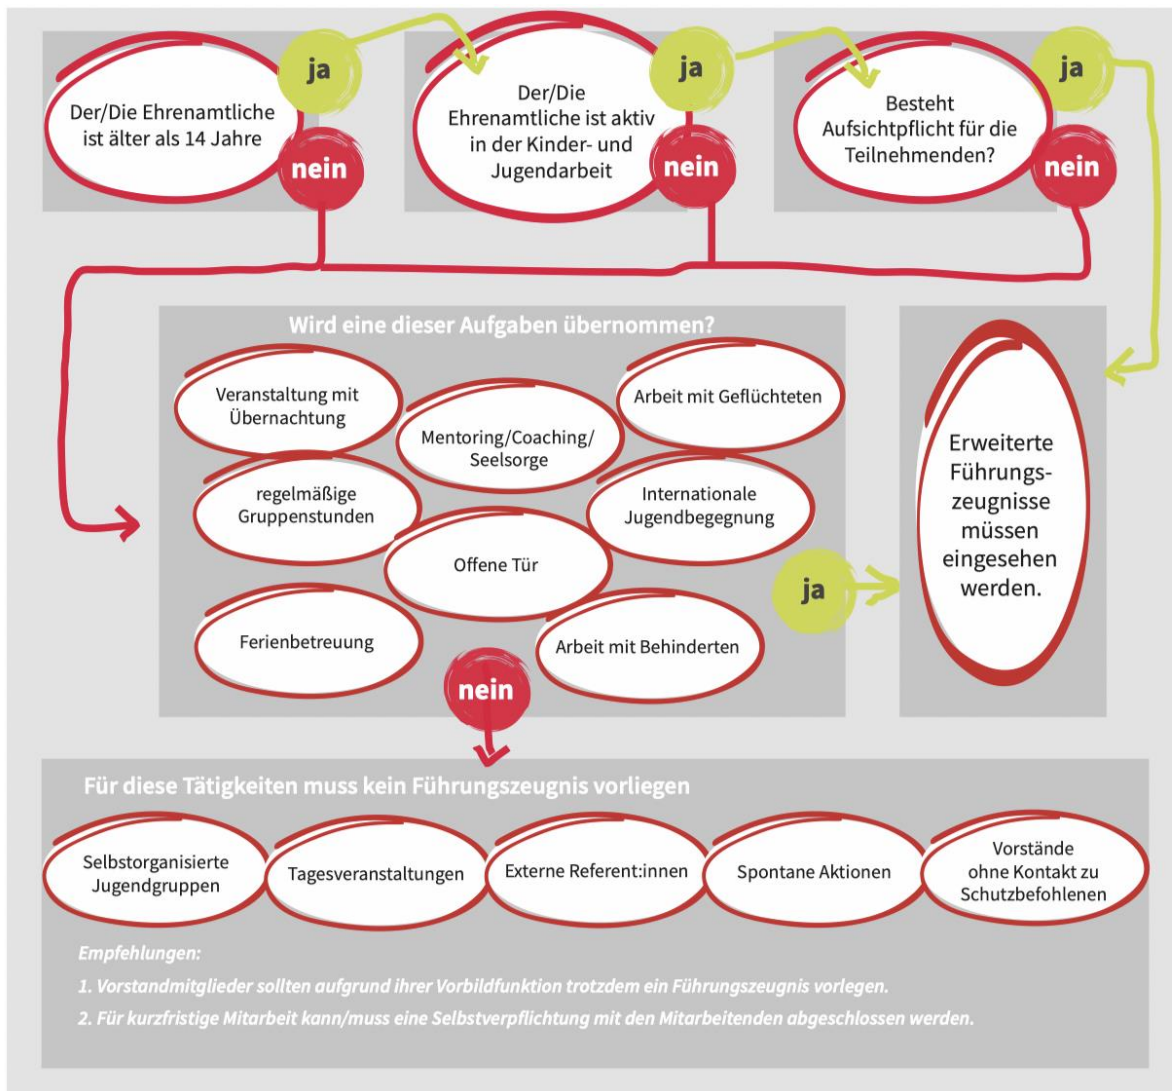 Der/Die Ehrenamtliche
ist älter als 14 Jahre
ja
nein
Der/Die
Ehrenamtliche ist aktiv
in der Kinder- und
Jugendarbeit
ja
nein
Besteht
Aufsichtpflicht für die
Teilnehmenden?
ja
nein
Wird eine dieser Aufgaben übernommen?
Veranstaltung mit
Übernachtung
Mentoring/Coaching/
Seelsorge
Arbeit mit Geflüchteten
regelmäßige
Gruppenstunden
Internationale
Jugendbegegnung
Offene Tür
Ferienbetreuung
Arbeit mit Behinderten
ja
nein
Erweiterte
Führungs-
zeugnisse
müssen
eingesehen
werden.
Für diese Tätigkeiten muss kein Führungszeugnis vorliegen
Selbstorganisierte
Jugendgruppen
Tagesveranstaltungen
Externe Referent:innen
Spontane Aktionen
Vorstände
ohne Kontakt zu
Schutzbefohlenen
Empfehlungen:
1. Vorstandmitglieder sollten aufgrund ihrer Vorbildfunktion trotzdem ein Führungszeugnis vorlegen.
2. Für kurzfristige Mitarbeit kann/muss eine Selbstverpflichtung mit den Mitarbeitenden abgeschlossen werden.